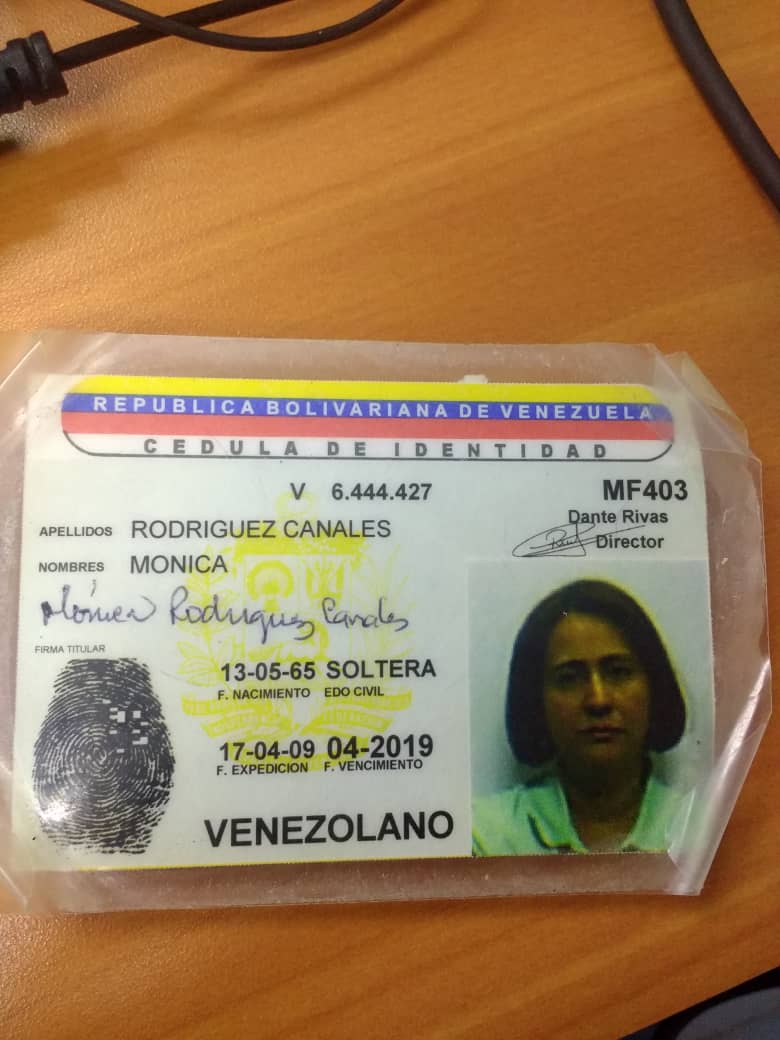 REPUBLICA BOLIVARIANA DE VENEZUELA
CEDULA DE IDENTIDAD
V 6.444.427 MF403
Dante Rivas
Director
APELLIDOS RODRIGUEZ CANALES
NOMBRES MONICA
Mónica Rodriguez Canales
FIRMA TITULAR
13-05-65 SOLTERA
F. NACIMIENTO EDO CIVIL
17-04-09 04-2019
F. EXPEDICION F. VENCIMIENTO
VENEZOLANO